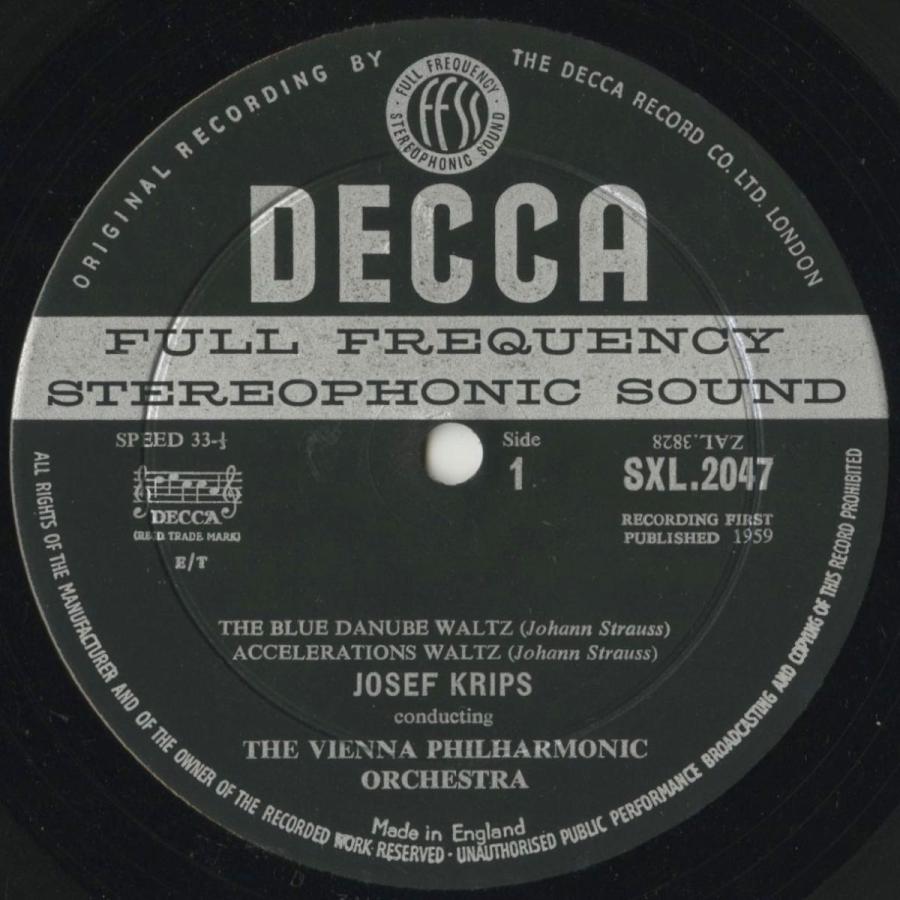 ORIGINAL RECORDING BY
THE DECCA RECORD CO. LTD. LONDON
FULL FREQUENCY
FFSS
STEREOPHONIC SOUND
DECCA
FULL FREQUENCY
STEREOPHONIC SOUND
SPEED 33-⅓
Side
1
ZAL.3828
SXL.2047
DECCA
(REGD. TRADE MARK)
E/T
RECORDING FIRST
PUBLISHED 1959
THE BLUE DANUBE WALTZ (Johann Strauss)
ACCELERATIONS WALTZ (Johann Strauss)
JOSEF KRIPS
conducting
THE VIENNA PHILHARMONIC
ORCHESTRA
Made in England
ALL RIGHTS OF THE MANUFACTURER AND OF THE OWNER OF THE RECORDED WORK RESERVED · UNAUTHORISED PUBLIC PERFORMANCE BROADCASTING AND COPYING OF THIS RECORD PROHIBITED